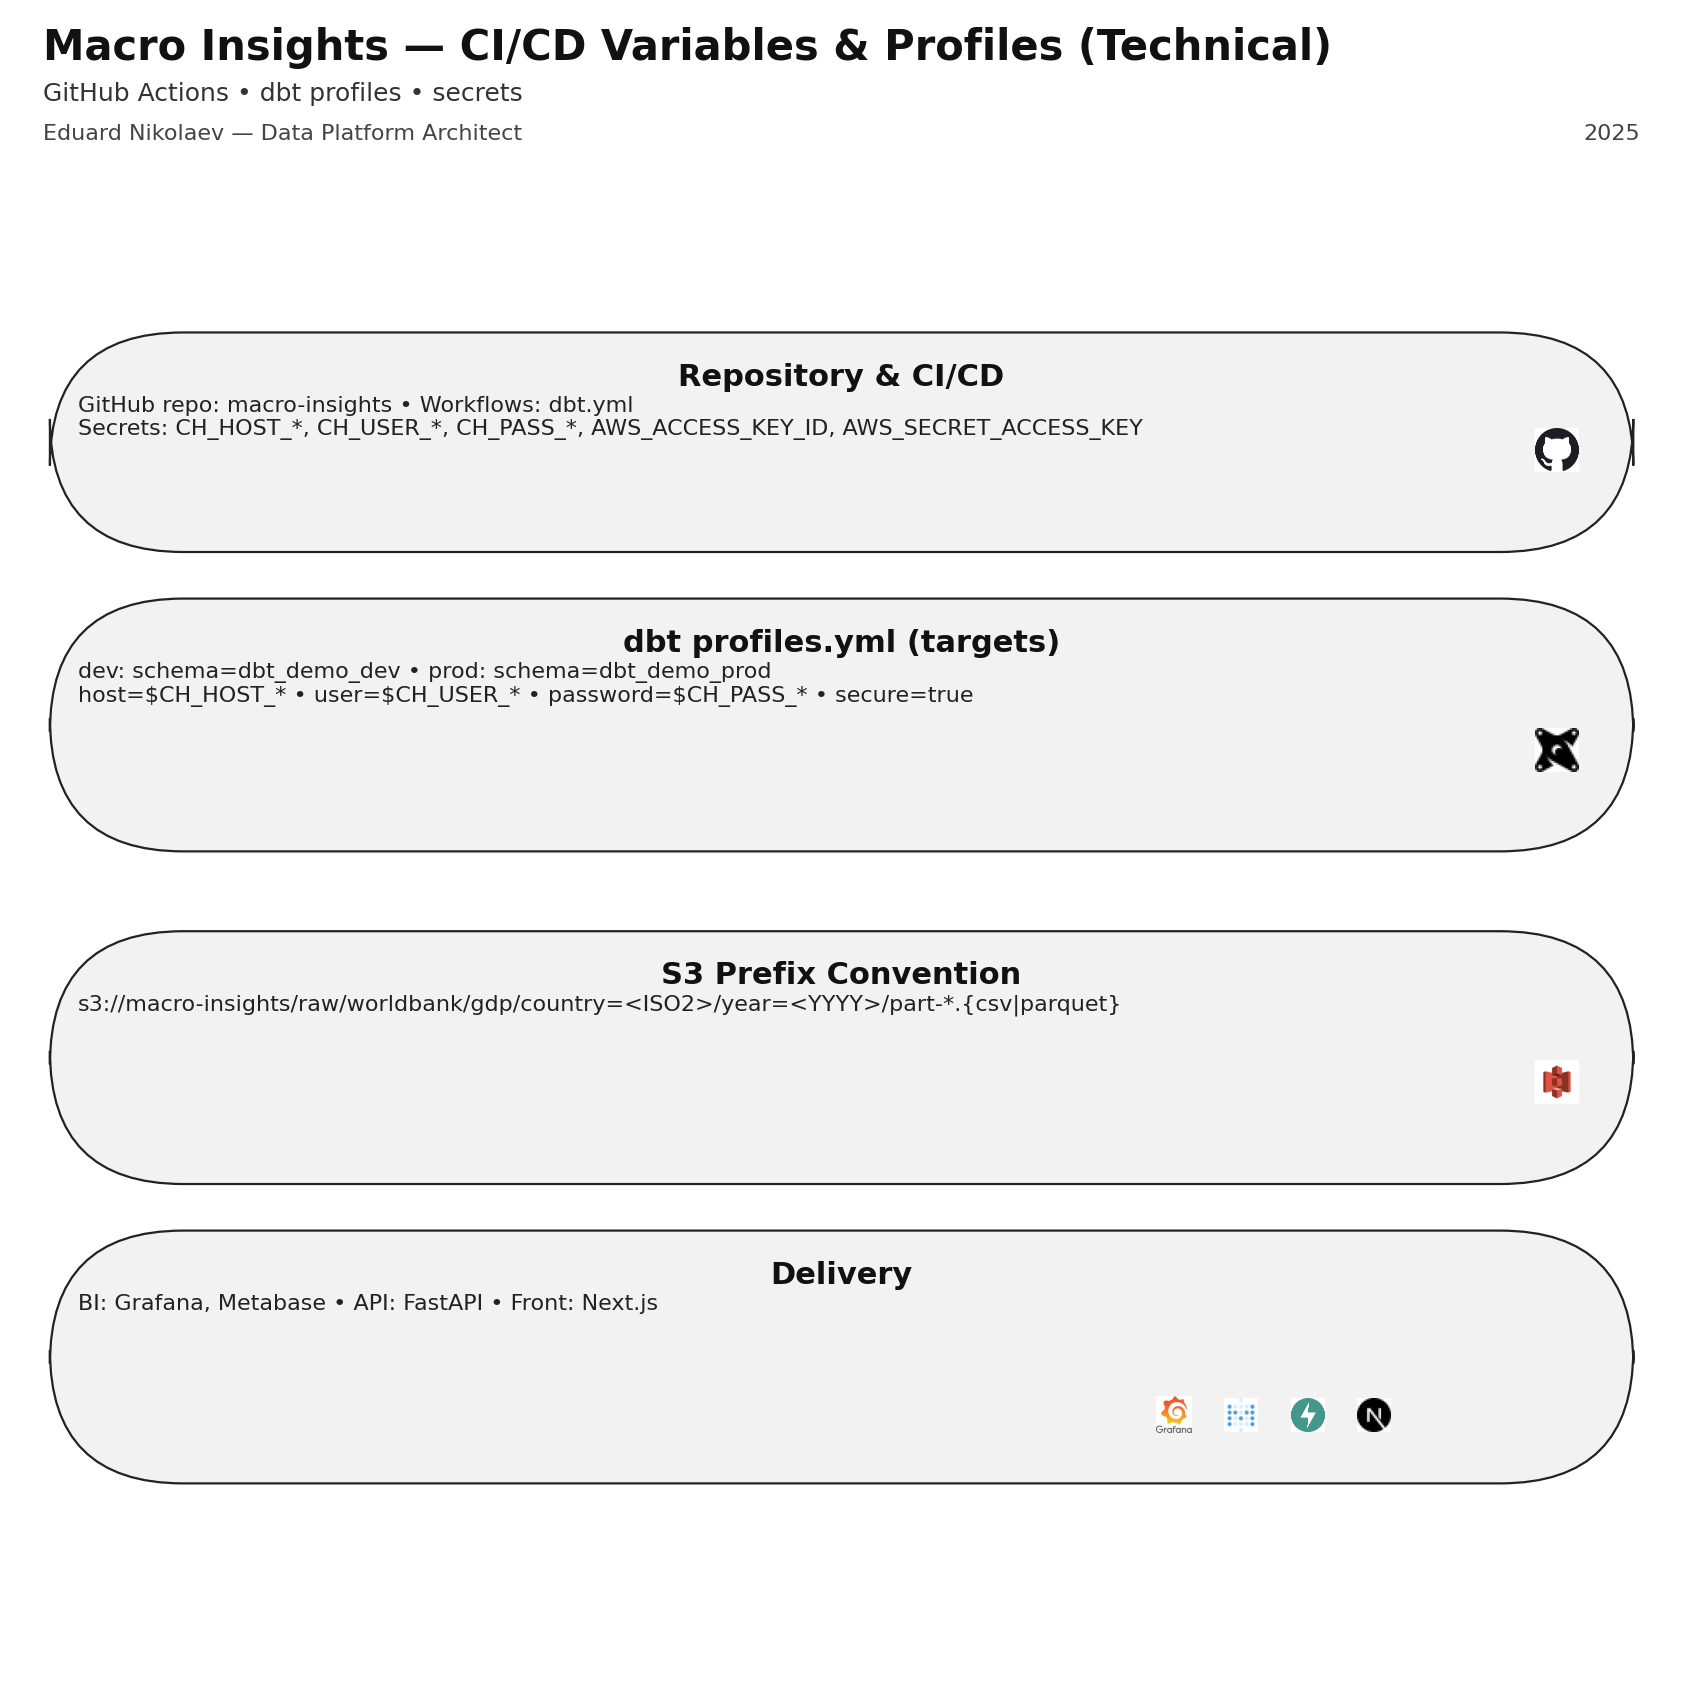 Macro Insights — CI/CD Variables & Profiles (Technical)
GitHub Actions • dbt profiles • secrets
Eduard Nikolaev — Data Platform Architect
2025
Repository & CI/CD
GitHub repo: macro-insights • Workflows: dbt.yml
Secrets: CH_HOST_*, CH_USER_*, CH_PASS_*, AWS_ACCESS_KEY_ID, AWS_SECRET_ACCESS_KEY
dbt profiles.yml (targets)
dev: schema=dbt_demo_dev • prod: schema=dbt_demo_prod
host=$CH_HOST_* • user=$CH_USER_* • password=$CH_PASS_* • secure=true
S3 Prefix Convention
s3://macro-insights/raw/worldbank/gdp/country=<ISO2>/year=<YYYY>/part-*.{csv|parquet}
Delivery
BI: Grafana, Metabase • API: FastAPI • Front: Next.js
Grafana
N